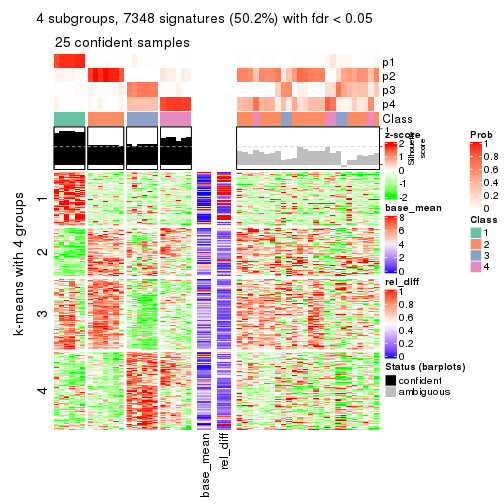 4 subgroups, 7348 signatures (50.2%) with fdr < 0.05
25 confident samples
p1
p2
p3
p4
Class
1
Silhouette
score
k-means with 4 groups
1
2
3
4
base_mean
rel_diff
z-score
2
1
0
-1
-2
base_mean
8
6
4
2
0
rel_diff
1
0.8
0.6
0.4
0.2
0
Status (barplots)
confident
ambiguous
Prob
1
0.8
0.6
0.4
0.2
0
Class
1
2
3
4